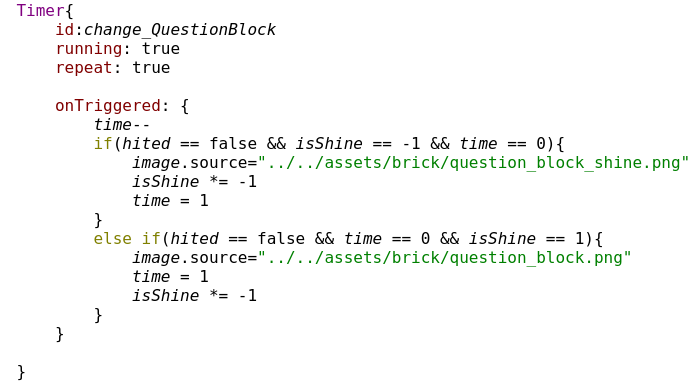 Timer{
    id:change_QuestionBlock
    running: true
    repeat: true

    onTriggered: {
        time--
        if(hited == false && isShine == -1 && time == 0){
            image.source="../../assets/brick/question_block_shine.png"
            isShine *= -1
            time = 1
        }
        else if(hited == false && time == 0 && isShine == 1){
            image.source="../../assets/brick/question_block.png"
            time = 1
            isShine *= -1
        }
    }

}